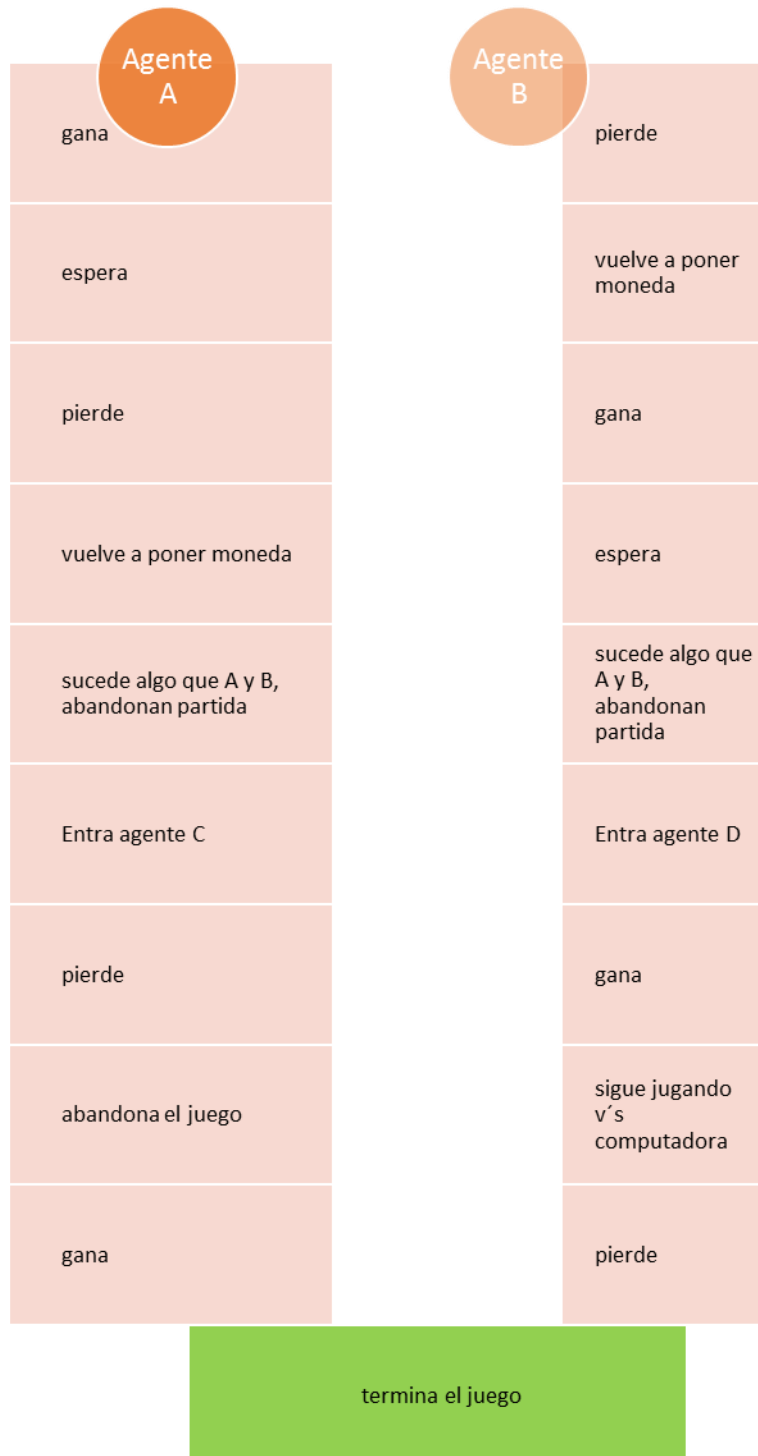 Agente
A
gana
espera
pierde
vuelve a poner moneda
sucede algo que A y B,
abandonan partida
Entra agente C
pierde
abandona el juego
gana
Agente
B
pierde
vuelve a poner
moneda
gana
espera
sucede algo que
A y B,
abandonan
partida
Entra agente D
gana
sigue jugando
v´s
computadora
pierde
termina el juego